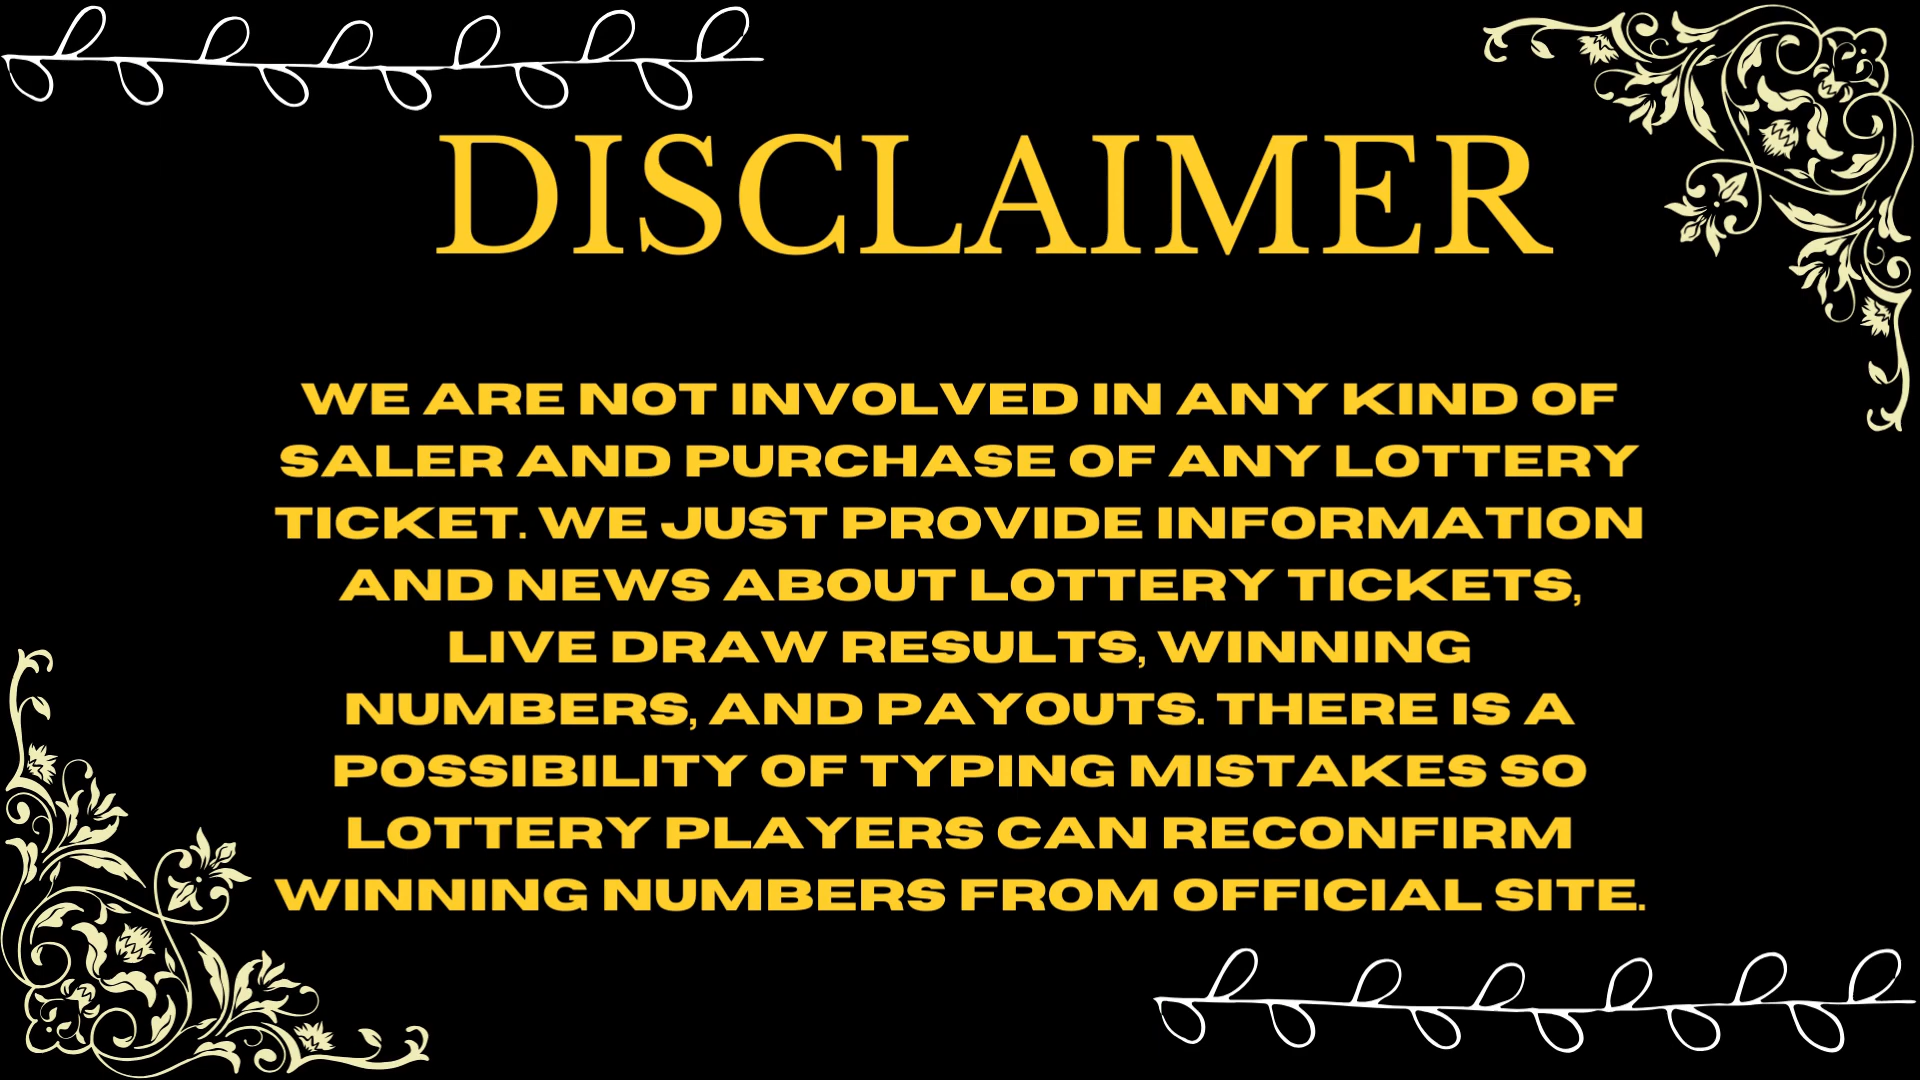 DISCLAIMER
WE ARE NOT INVOLVED IN ANY KIND OF
SALER AND PURCHASE OF ANY LOTTERY
TICKET. WE JUST PROVIDE INFORMATION
AND NEWS ABOUT LOTTERY TICKETS,
LIVE DRAW RESULTS, WINNING
NUMBERS, AND PAYOUTS. THERE IS A
POSSIBILITY OF TYPING MISTAKES SO
LOTTERY PLAYERS CAN RECONFIRM
WINNING NUMBERS FROM OFFICIAL SITE.